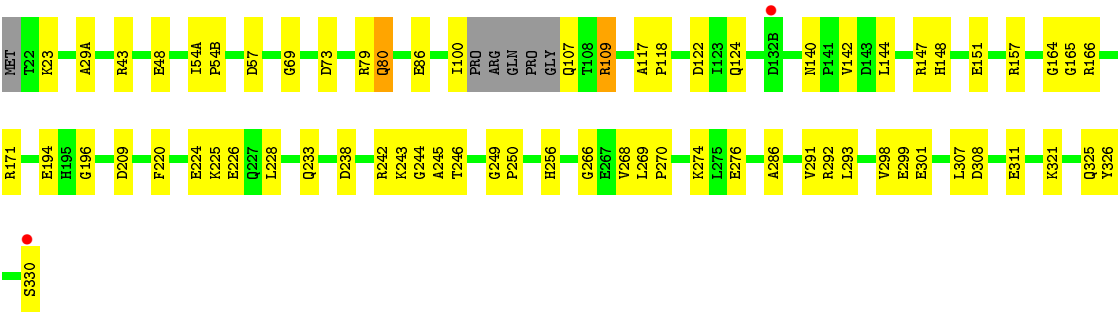 MET T22 K23 A29A R43 E48 I54A P54B D57 G69 D73 R79 Q80 E86 I100 PRO ARG GLN PRO GLY Q107 T108 R109 A117 P118 D122 I123 Q124 D132B N140 P141 V142 D143 L144 R147 H148 E151 R157 G164 G165 R166
R171 E194 H195 G196 D209 F220 E224 K225 E226 Q227 L228 Q233 D238 R242 K243 G244 A245 T246 G249 P250 H256 G266 E267 V268 L269 P270 K274 L275 E276 A286 V291 R292 L293 V298 E299 E301 L307 D308 E311 K321 Q325 Y326
S330